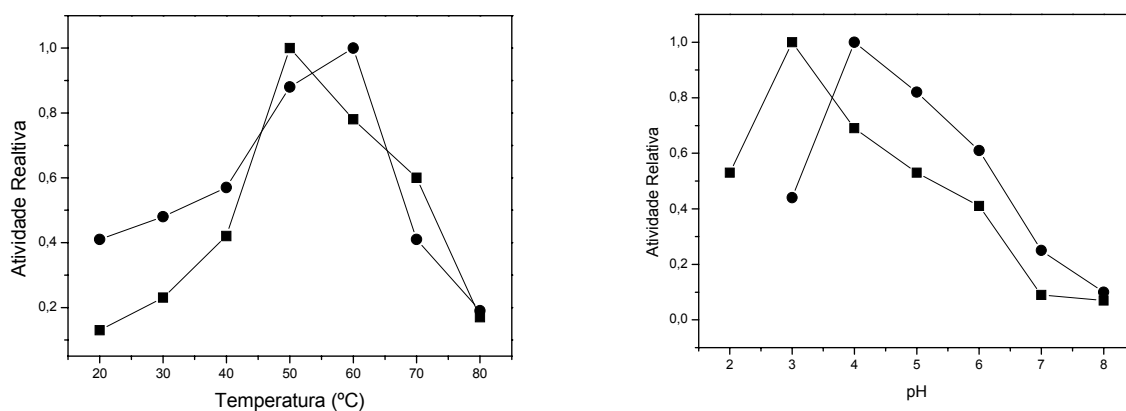 1,0
0,8
0,6
0,4
0,2
Atividade Realtiva
20 30 40 50 60 70 80
Temperatura (ºC)
1,0
0,8
0,6
0,4
0,2
0,0
Atividade Relativa
2 3 4 5 6 7 8
pH